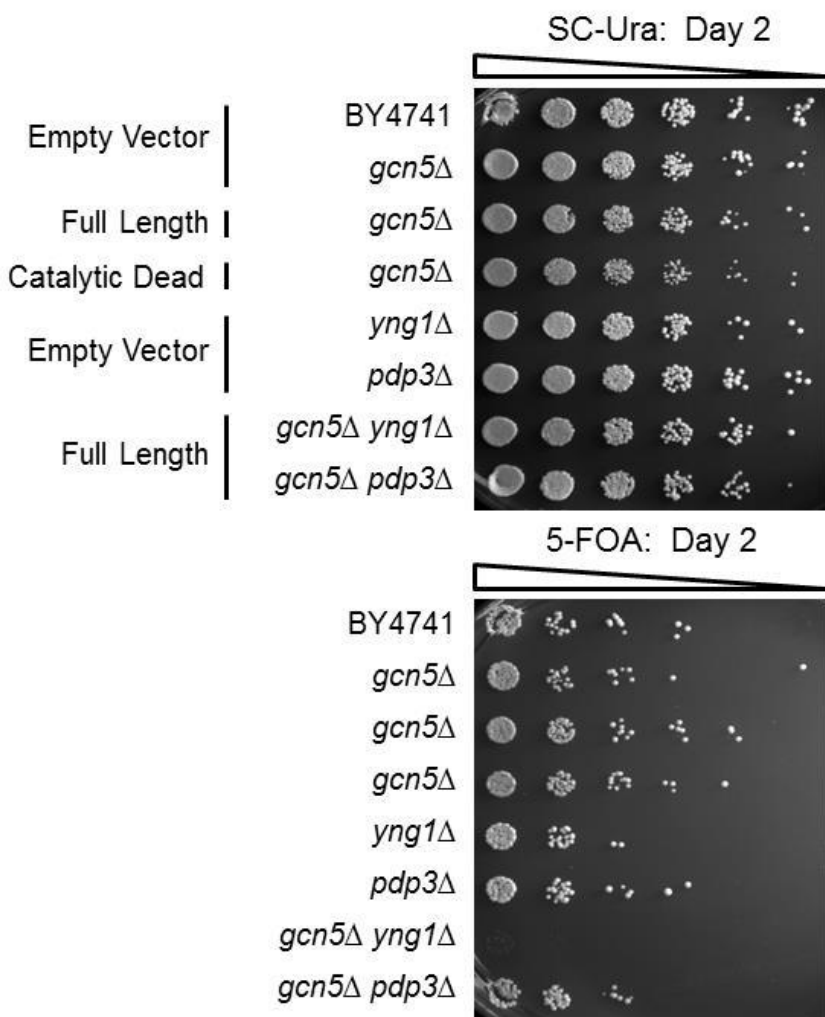 SC-Ura: Day 2
Empty Vector
BY4741
gcn5Δ
Full Length
gcn5Δ
Catalytic Dead
gcn5Δ
Empty Vector
yng1Δ
pdp3Δ
Full Length
gcn5Δ yng1Δ
gcn5Δ pdp3Δ
5-FOA: Day 2
BY4741
gcn5Δ
gcn5Δ
gcn5Δ
yng1Δ
pdp3Δ
gcn5Δ yng1Δ
gcn5Δ pdp3Δ